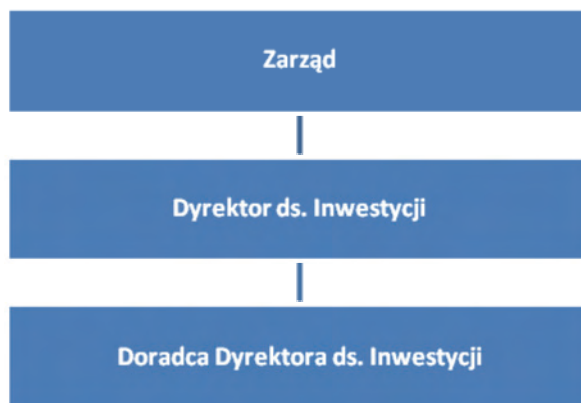 Zarząd
Dyrektor ds. Inwestycji
Doradca Dyrektora ds. Inwestycji